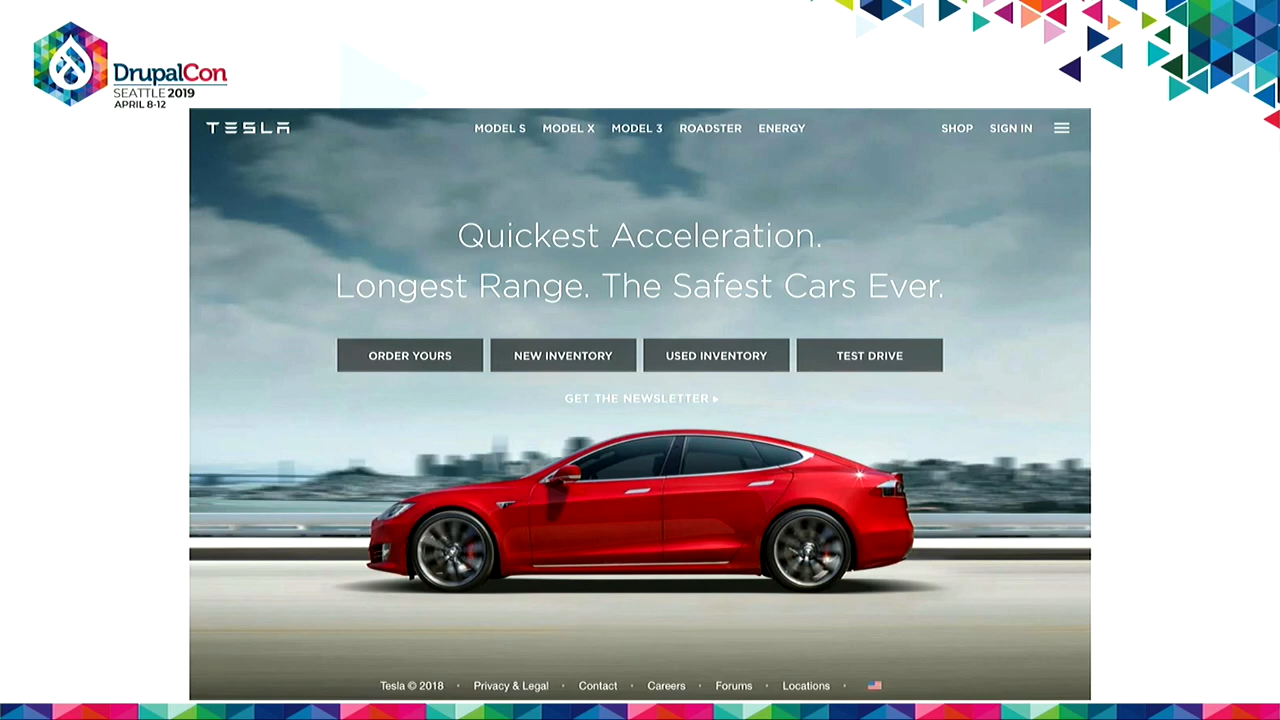 DrupalCon
SEATTLE 2019
APRIL 8-12
TESLA
MODEL S MODEL X MODEL 3 ROADSTER ENERGY
SHOP SIGN IN
Quickest Acceleration.
Longest Range. The Safest Cars Ever.
ORDER YOURS NEW INVENTORY USED INVENTORY TEST DRIVE
GET THE NEWSLETTER ▸
Tesla © 2018 · Privacy & Legal · Contact · Careers · Forums · Locations ·